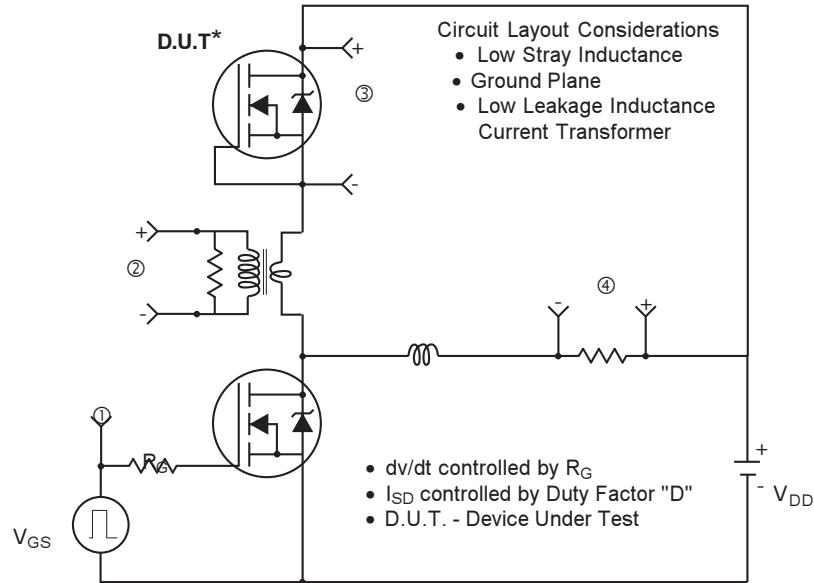 D.U.T*
+
③
-
Circuit Layout Considerations
• Low Stray Inductance
• Ground Plane
• Low Leakage Inductance
Current Transformer
+
②
-
④
-
+
①
RG
VGS
• dv/dt controlled by RG
• ISD controlled by Duty Factor "D"
• D.U.T. - Device Under Test
+
-
VDD